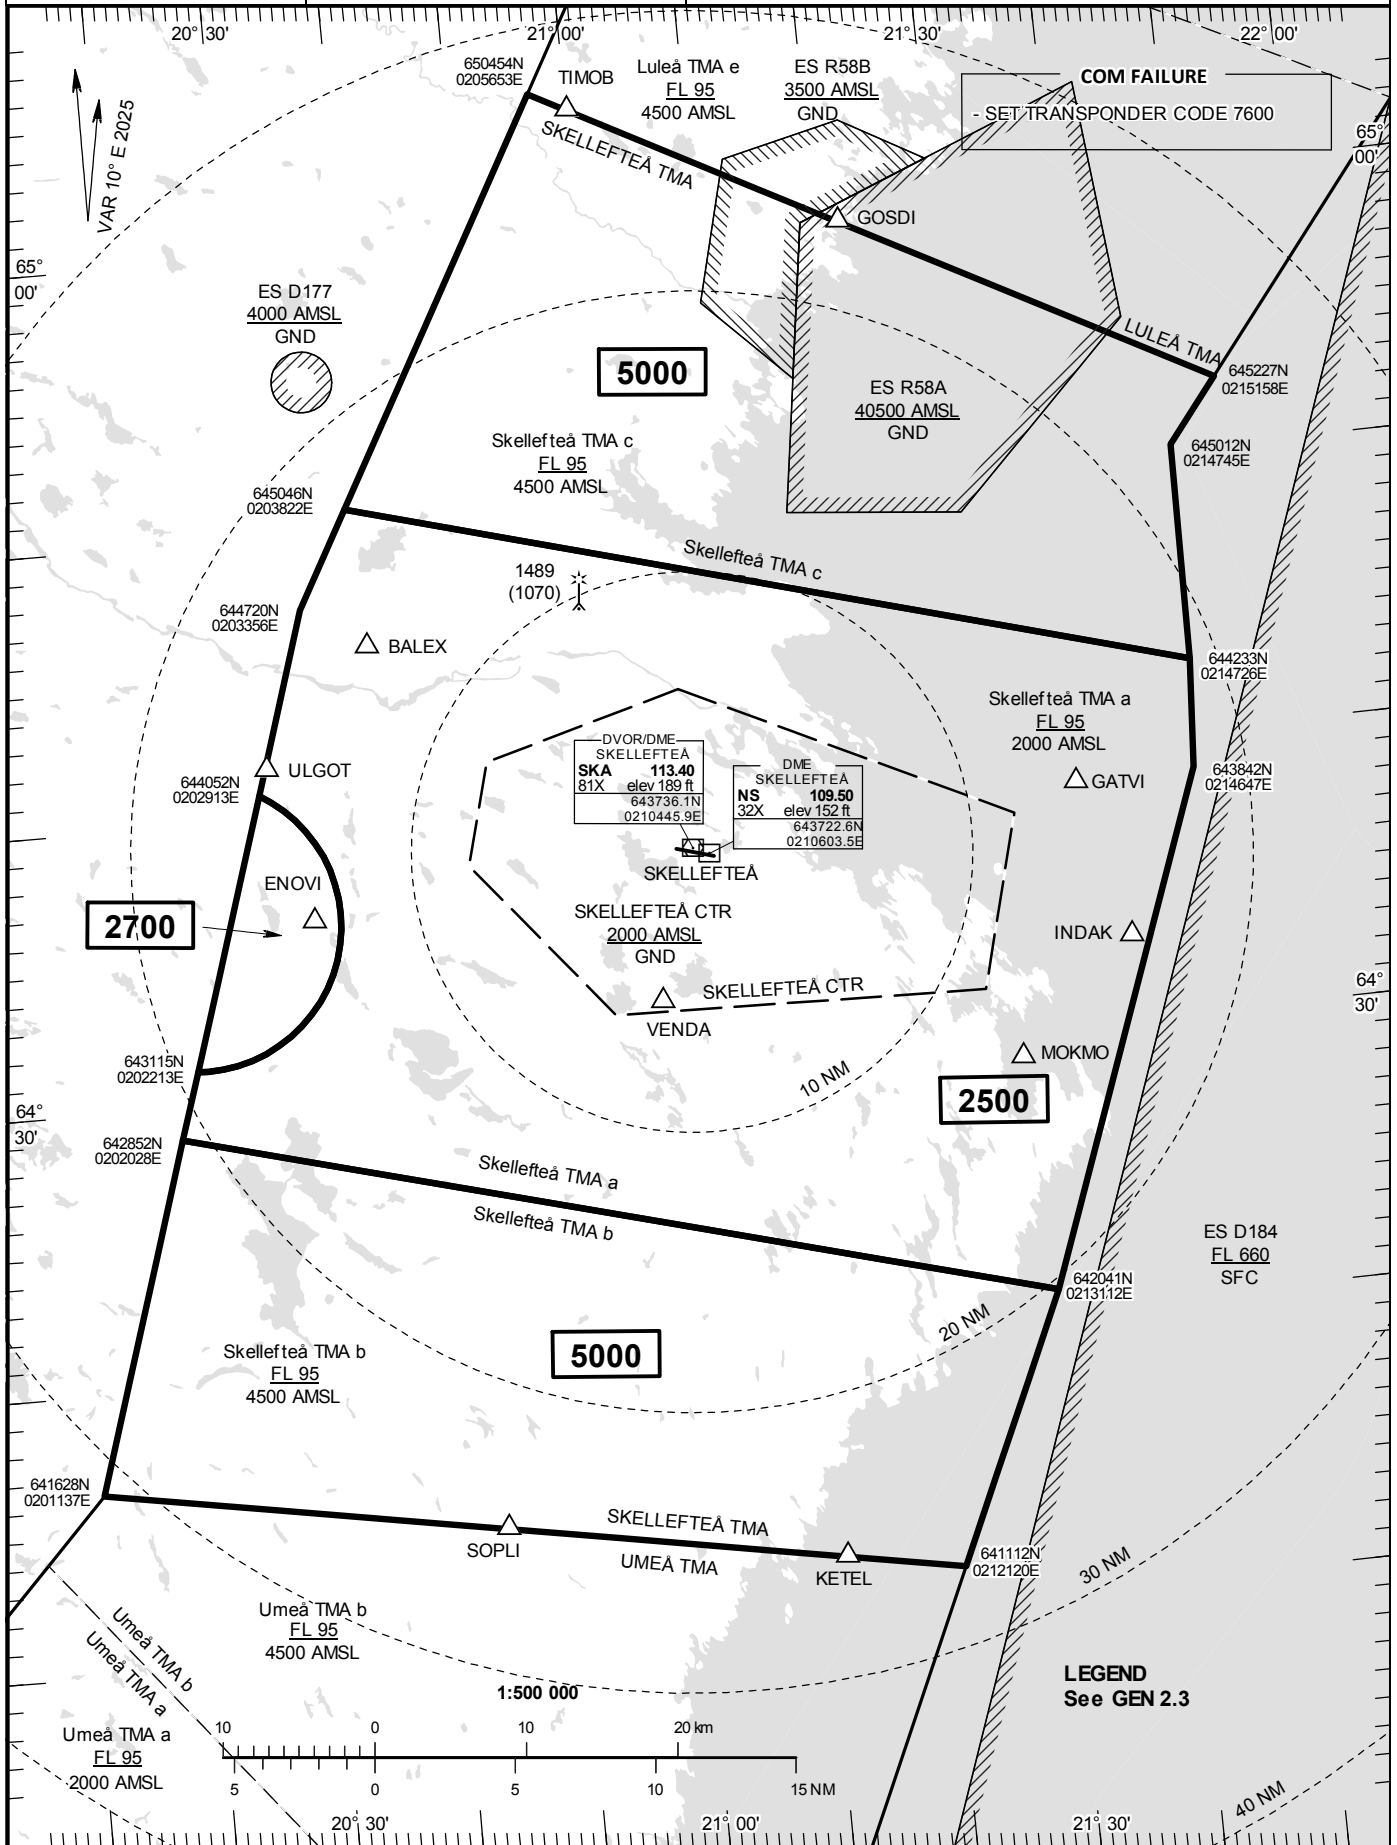 20° 30'
21° 00'
21° 30'
22° 00'
650454N
0205653E
TIMOB
Luleå TMA e
FL 95
4500 AMSL
ES R58B
3500 AMSL
GND
COM FAILURE
- SET TRANSPONDER CODE 7600
65°
00'
VAR 10° E 2025
SKELLEFTEÅ TMA
GOSDI
65°
00'
ES D177
4000 AMSL
GND
LULEÅ TMA
645227N
0215158E
5000
ES R58A
40500 AMSL
GND
Skellefteå TMA c
FL 95
4500 AMSL
645012N
0214745E
645046N
0203822E
Skellefteå TMA c
1489
(1070)
644720N
0203356E
BALEX
644233N
0214726E
Skellefteå TMA a
FL 95
2000 AMSL
DVOR/DME
SKELLEFTEÅ
SKA 113.40
81X elev 189 ft
643736.1N
0210445.9E
DME
SKELLEFTEÅ
NS 109.50
32X elev 152 ft
643722.6N
0210603.5E
ULGOT
644052N
0202913E
GATVI
643842N
0214647E
SKELLEFTEÅ
ENOVI
2700
SKELLEFTEÅ CTR
2000 AMSL
GND
INDAK
SKELLEFTEÅ CTR
64°
30'
VENDA
MOKMO
643115N
0202213E
10 NM
2500
64°
30'
642852N
0202028E
Skellefteå TMA a
Skellefteå TMA b
ES D184
FL 660
SFC
642041N
0213112E
20 NM
Skellefteå TMA b
FL 95
4500 AMSL
5000
641628N
0201137E
SKELLEFTEÅ TMA
SOPLI
UMEÅ TMA
KETEL
641112N
0212120E
30 NM
Umeå TMA b
FL 95
4500 AMSL
Umeå TMA b
Umeå TMA a
LEGEND
See GEN 2.3
1:500 000
10 0 10 20 km
5 0 5 10 15 NM
Umeå TMA a
FL 95
2000 AMSL
40 NM
20° 30'
21° 00'
21° 30'